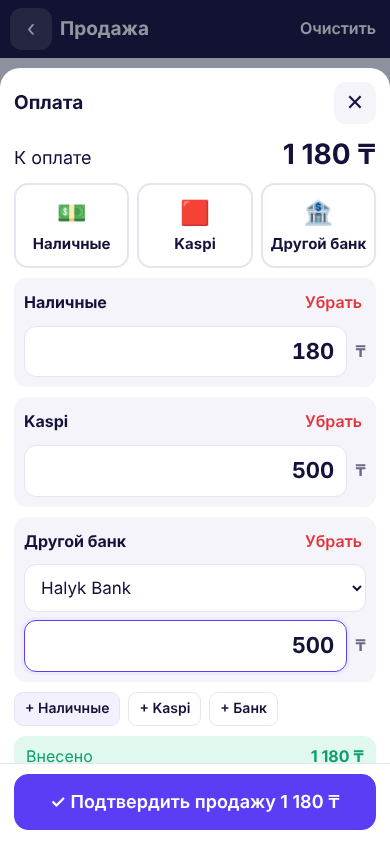 ‹ Продажа Очистить
Оплата ✕
К оплате 1 180 ₸
Наличные Kaspi Другой банк
Наличные Убрать
180 ₸
Kaspi Убрать
500 ₸
Другой банк Убрать
Halyk Bank
500 ₸
+ Наличные + Kaspi + Банк
Внесено 1 180 ₸
✓ Подтвердить продажу 1 180 ₸